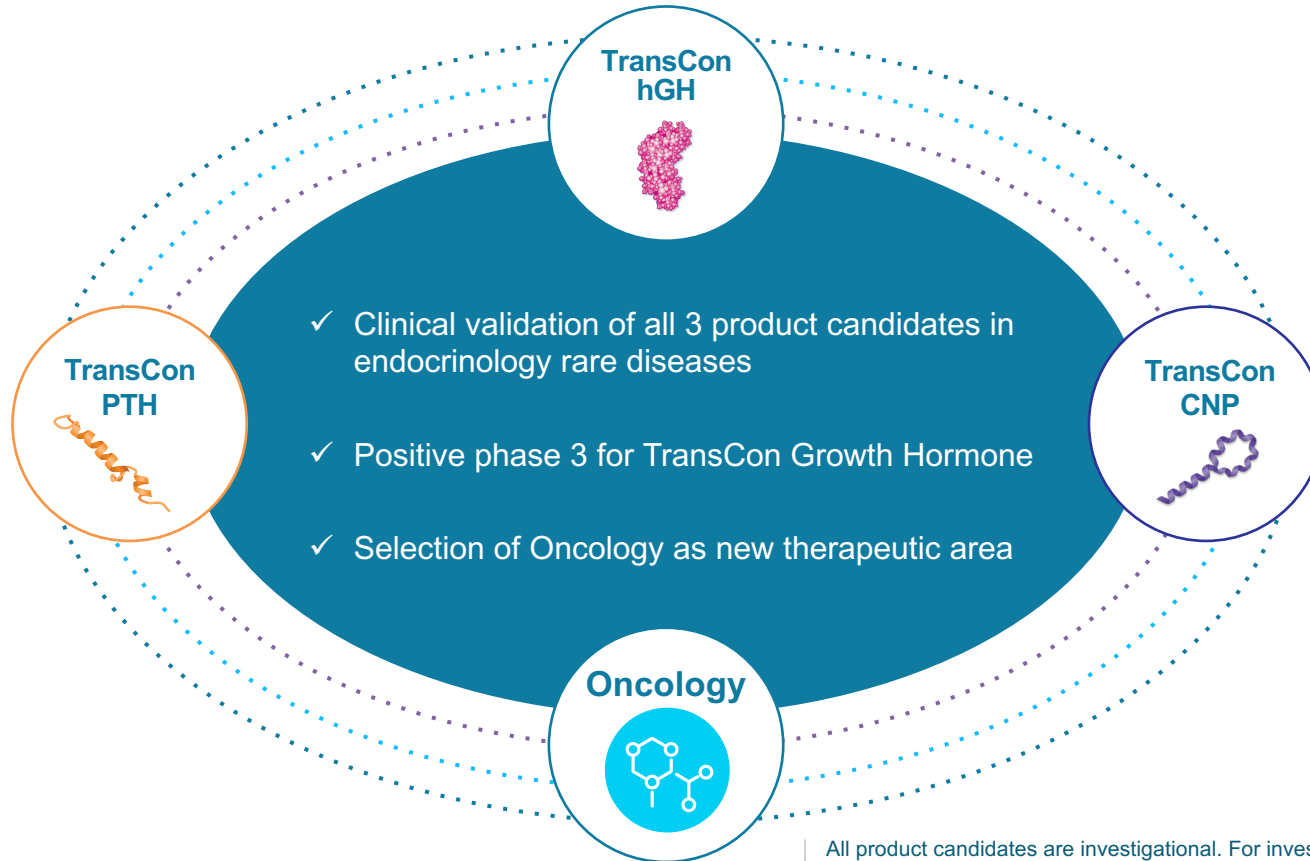 TransCon
hGH
TransCon
PTH
✓ Clinical validation of all 3 product candidates in
endocrinology rare diseases
✓ Positive phase 3 for TransCon Growth Hormone
✓ Selection of Oncology as new therapeutic area
TransCon
CNP
Oncology
All product candidates are investigational. For inves